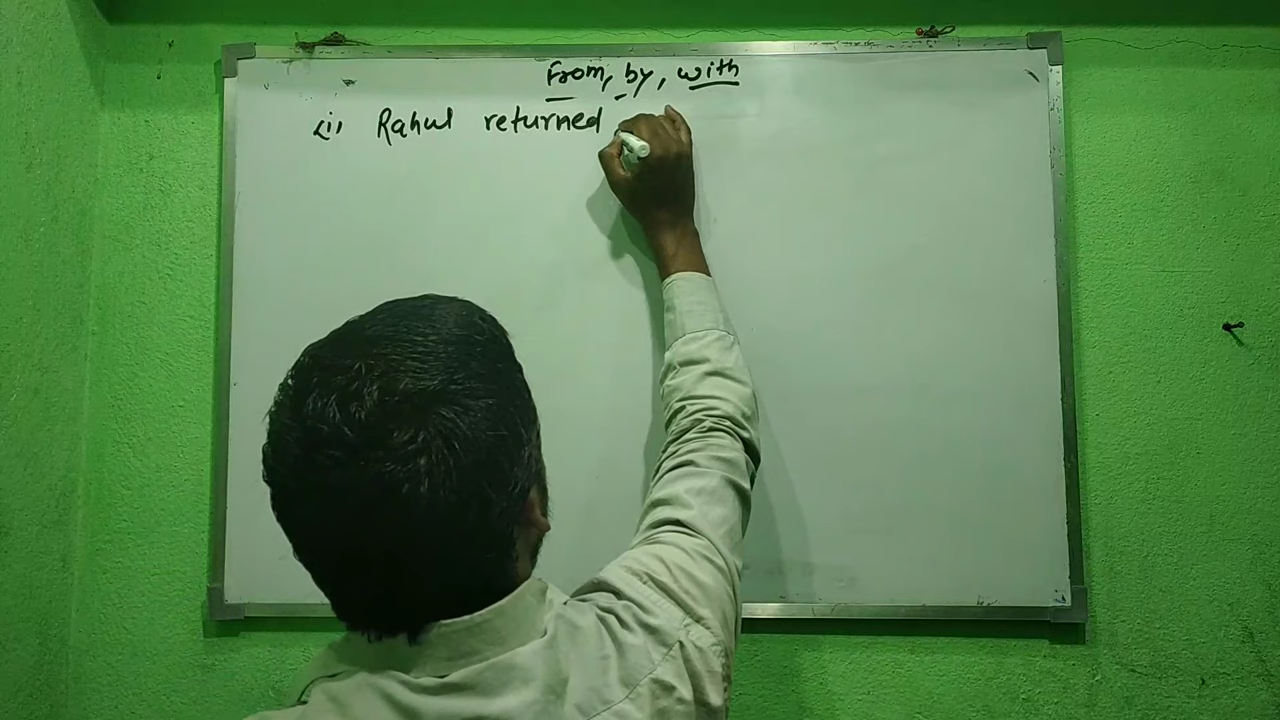 From, by, with
(i) Rahul returned